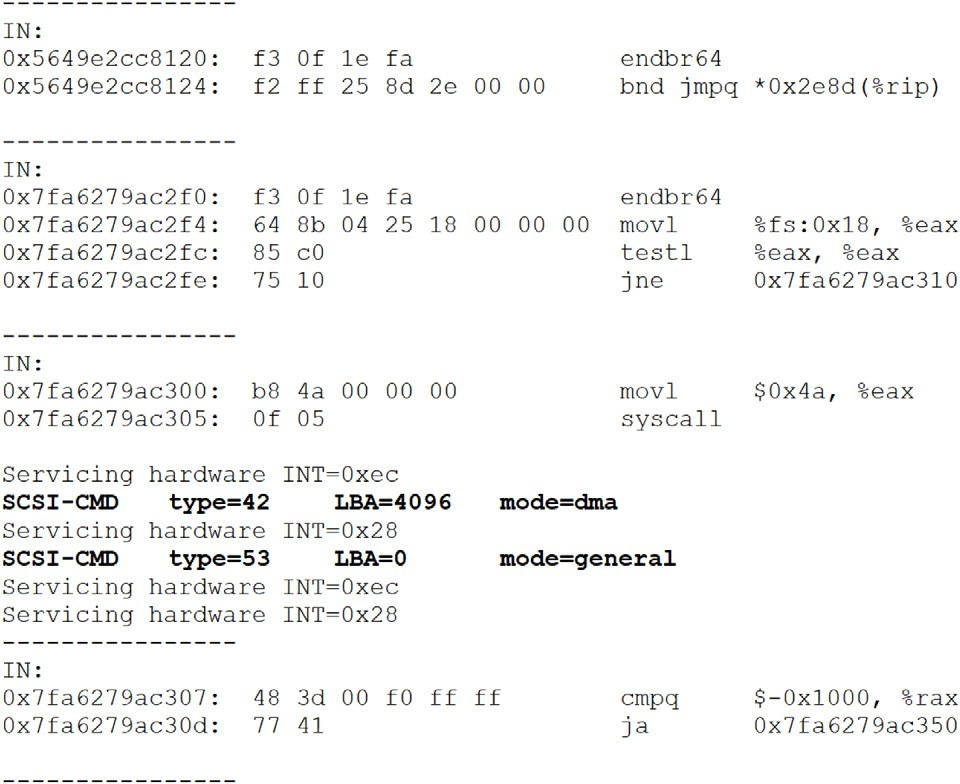 ----------------
IN:
0x5649e2cc8120:  f3 0f 1e fa              endbr64
0x5649e2cc8124:  f2 ff 25 8d 2e 00 00     bnd jmpq *0x2e8d(%rip)
----------------
IN:
0x7fa6279ac2f0:  f3 0f 1e fa              endbr64
0x7fa6279ac2f4:  64 8b 04 25 18 00 00 00  movl     %fs:0x18, %eax
0x7fa6279ac2fc:  85 c0                    testl    %eax, %eax
0x7fa6279ac2fe:  75 10                    jne      0x7fa6279ac310
----------------
IN:
0x7fa6279ac300:  b8 4a 00 00 00           movl     $0x4a, %eax
0x7fa6279ac305:  0f 05                    syscall
Servicing hardware INT=0xec
SCSI-CMD   type=42    LBA=4096   mode=dma
Servicing hardware INT=0x28
SCSI-CMD   type=53    LBA=0      mode=general
Servicing hardware INT=0xec
Servicing hardware INT=0x28
----------------
IN:
0x7fa6279ac307:  48 3d 00 f0 ff ff        cmpq     $-0x1000, %rax
0x7fa6279ac30d:  77 41                    ja       0x7fa6279ac350
----------------